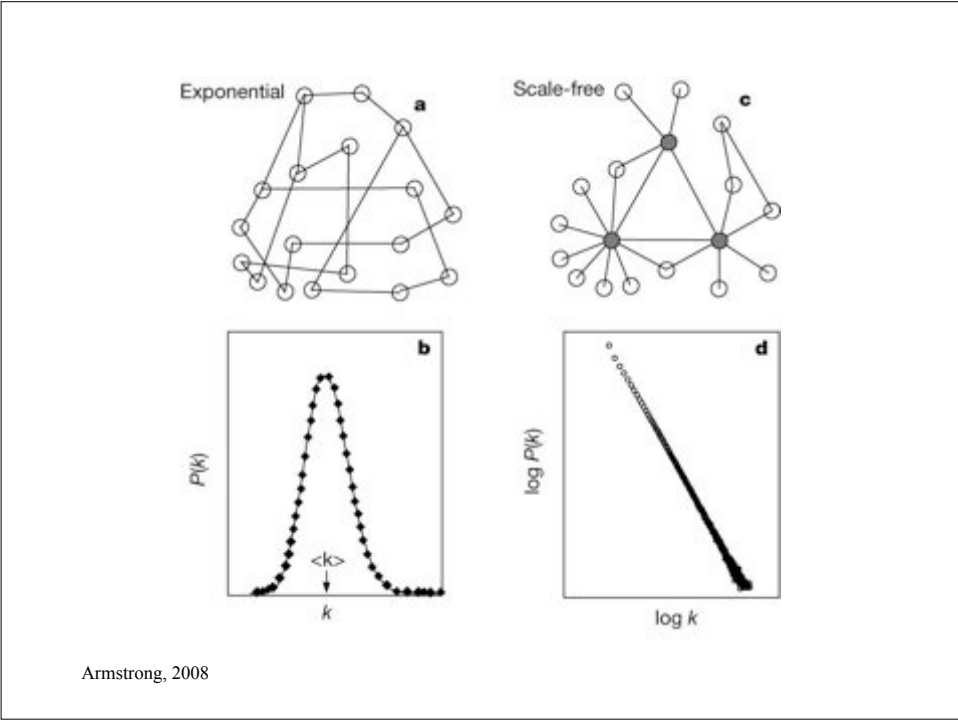 Exponential
a
Scale-free
c
b
P(k)
<k>
k
d
log P(k)
log k
Armstrong, 2008